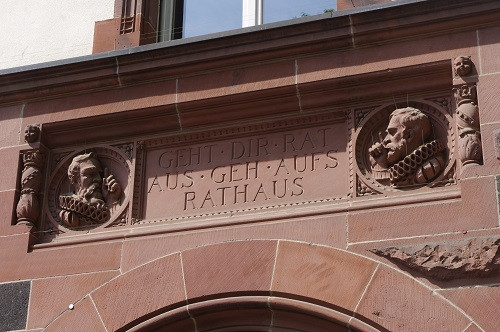 GEHT · DIR · RAT
AUS · GEH · AUFS
RATHAUS